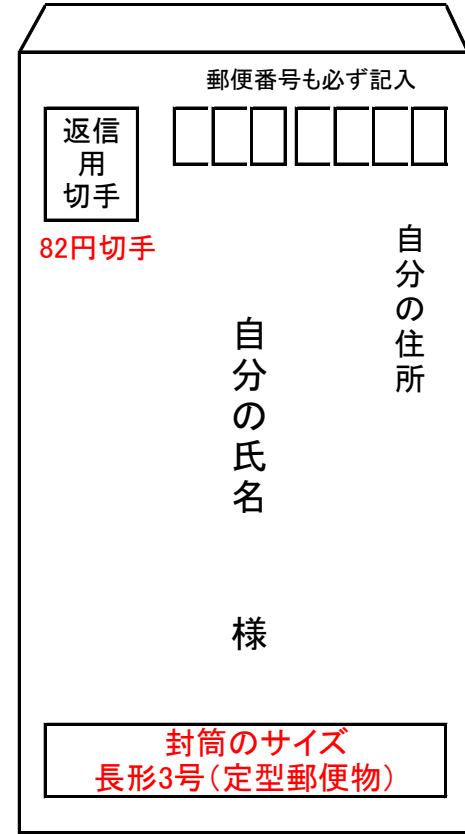 郵便番号も必ず記入
返信
用
切手
82円切手
自分の住所
自分の氏名 様
封筒のサイズ
長形3号(定型郵便物)